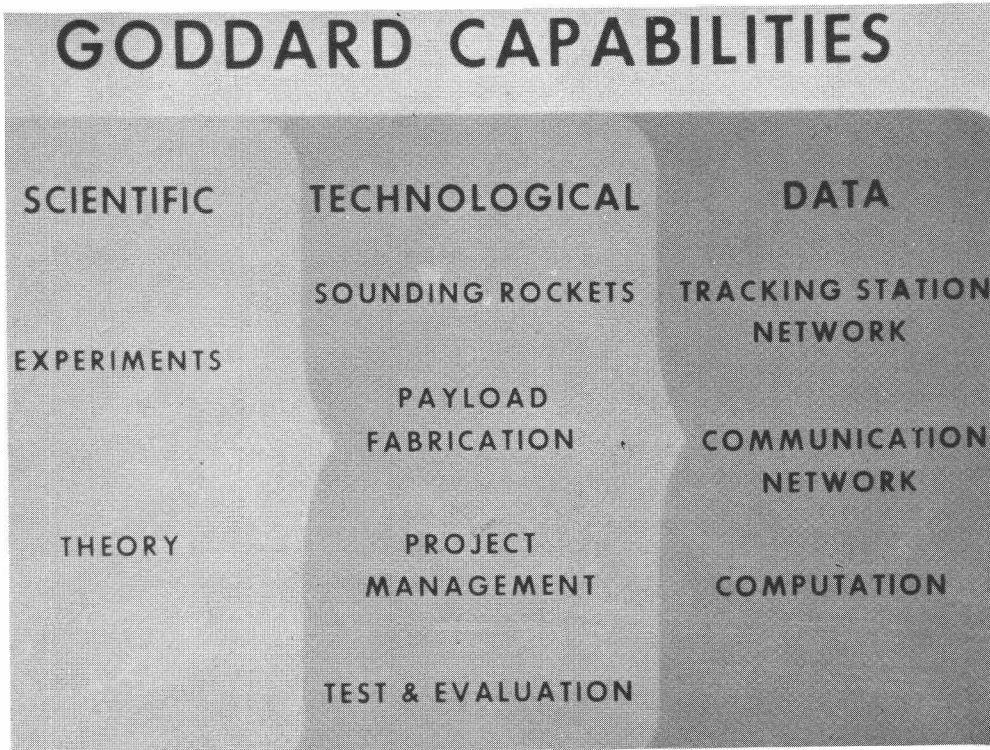 GODDARD CAPABILITIES
SCIENTIFIC
EXPERIMENTS
THEORY
TECHNOLOGICAL
SOUNDING ROCKETS
PAYLOAD
FABRICATION
PROJECT
MANAGEMENT
TEST & EVALUATION
DATA
TRACKING STATION
NETWORK
COMMUNICATION
NETWORK
COMPUTATION